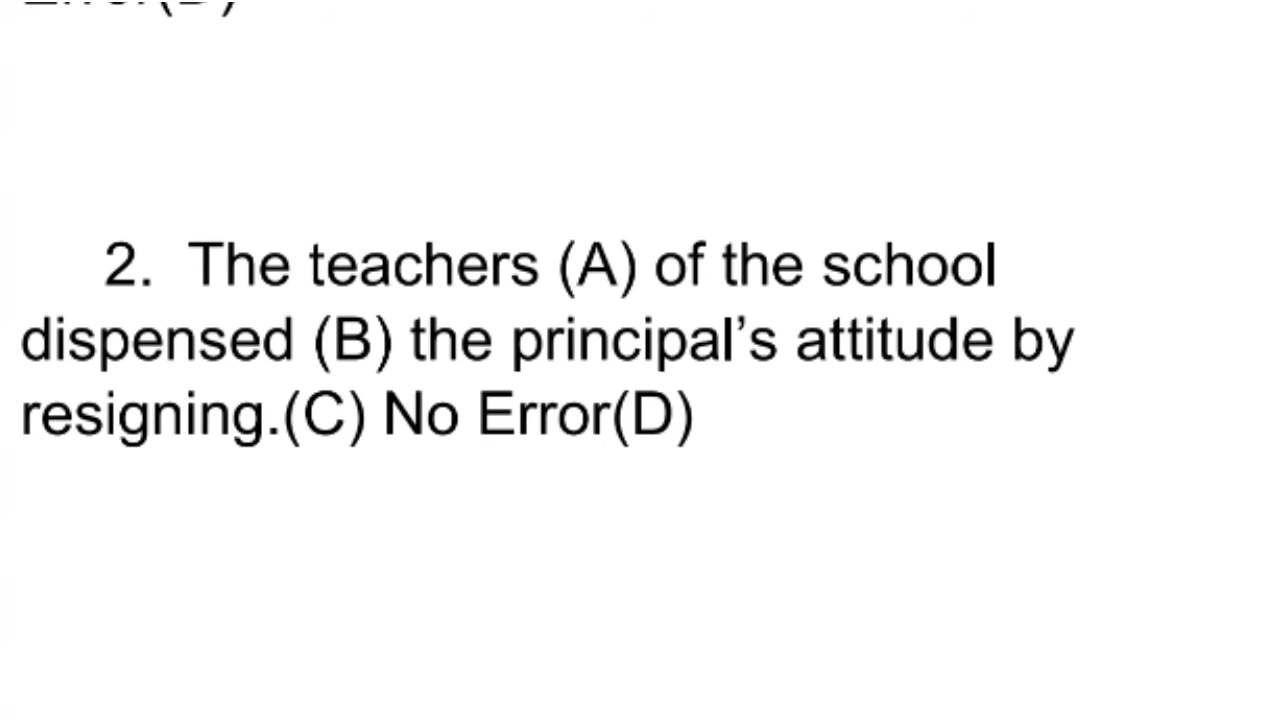 2. The teachers (A) of the school
dispensed (B) the principal’s attitude by
resigning.(C) No Error(D)